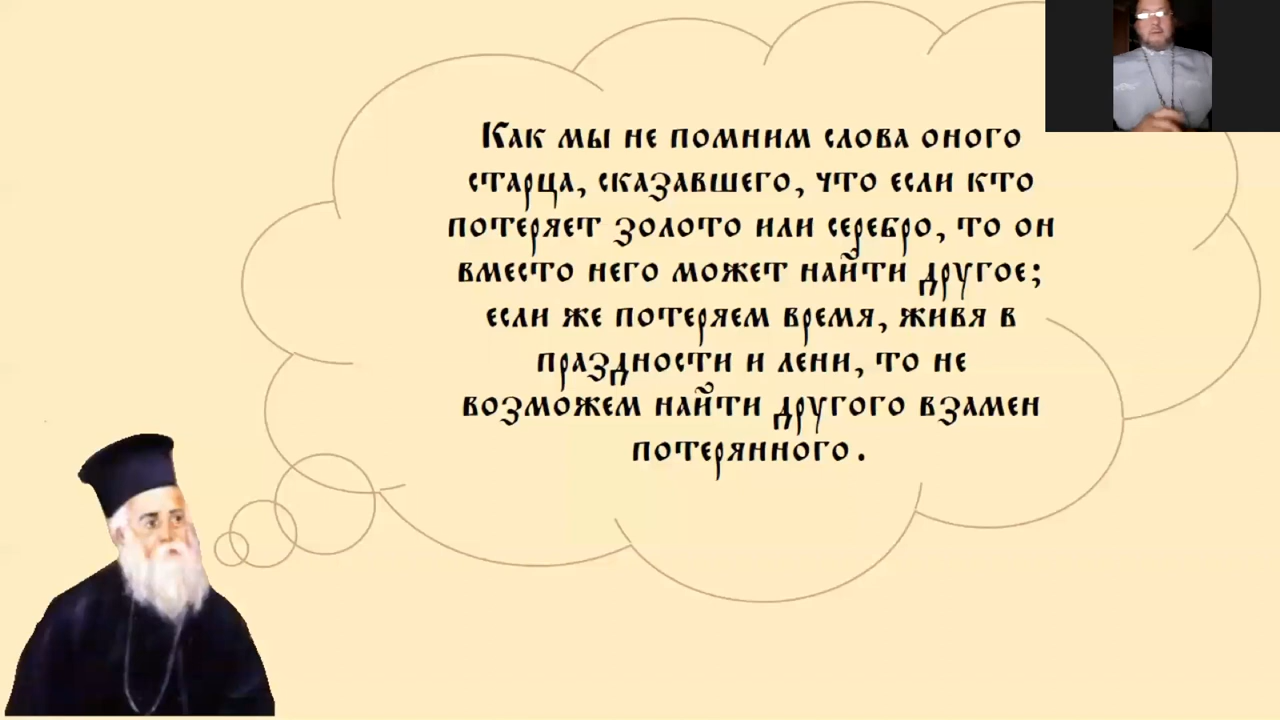 Как мы не помним слова оного
старца, сказавшего, что если кто
потеряет золото или серебро, то он
вместо него может найти другое;
если же потеряем время, живя в
праздности и лени, то не
возможем найти другого взамен
потерянного.